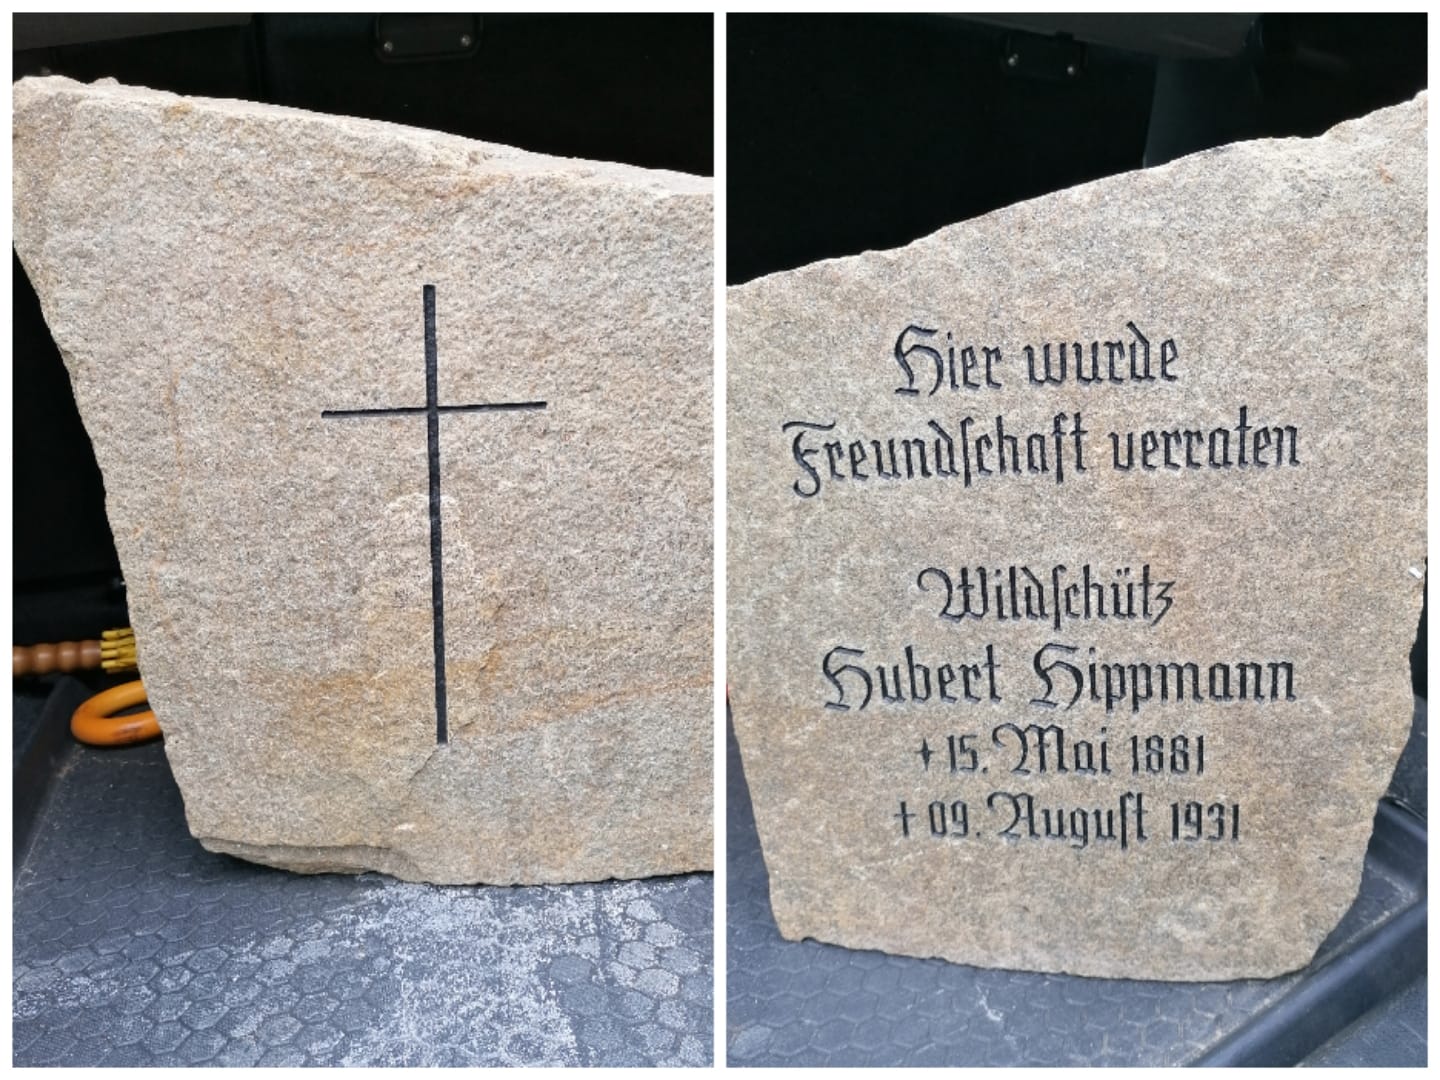 Hier wurde
Freundschaft verraten
Wildschütz
Hubert Hippmann
⭑ 15. Mai 1881
† 09. August 1931